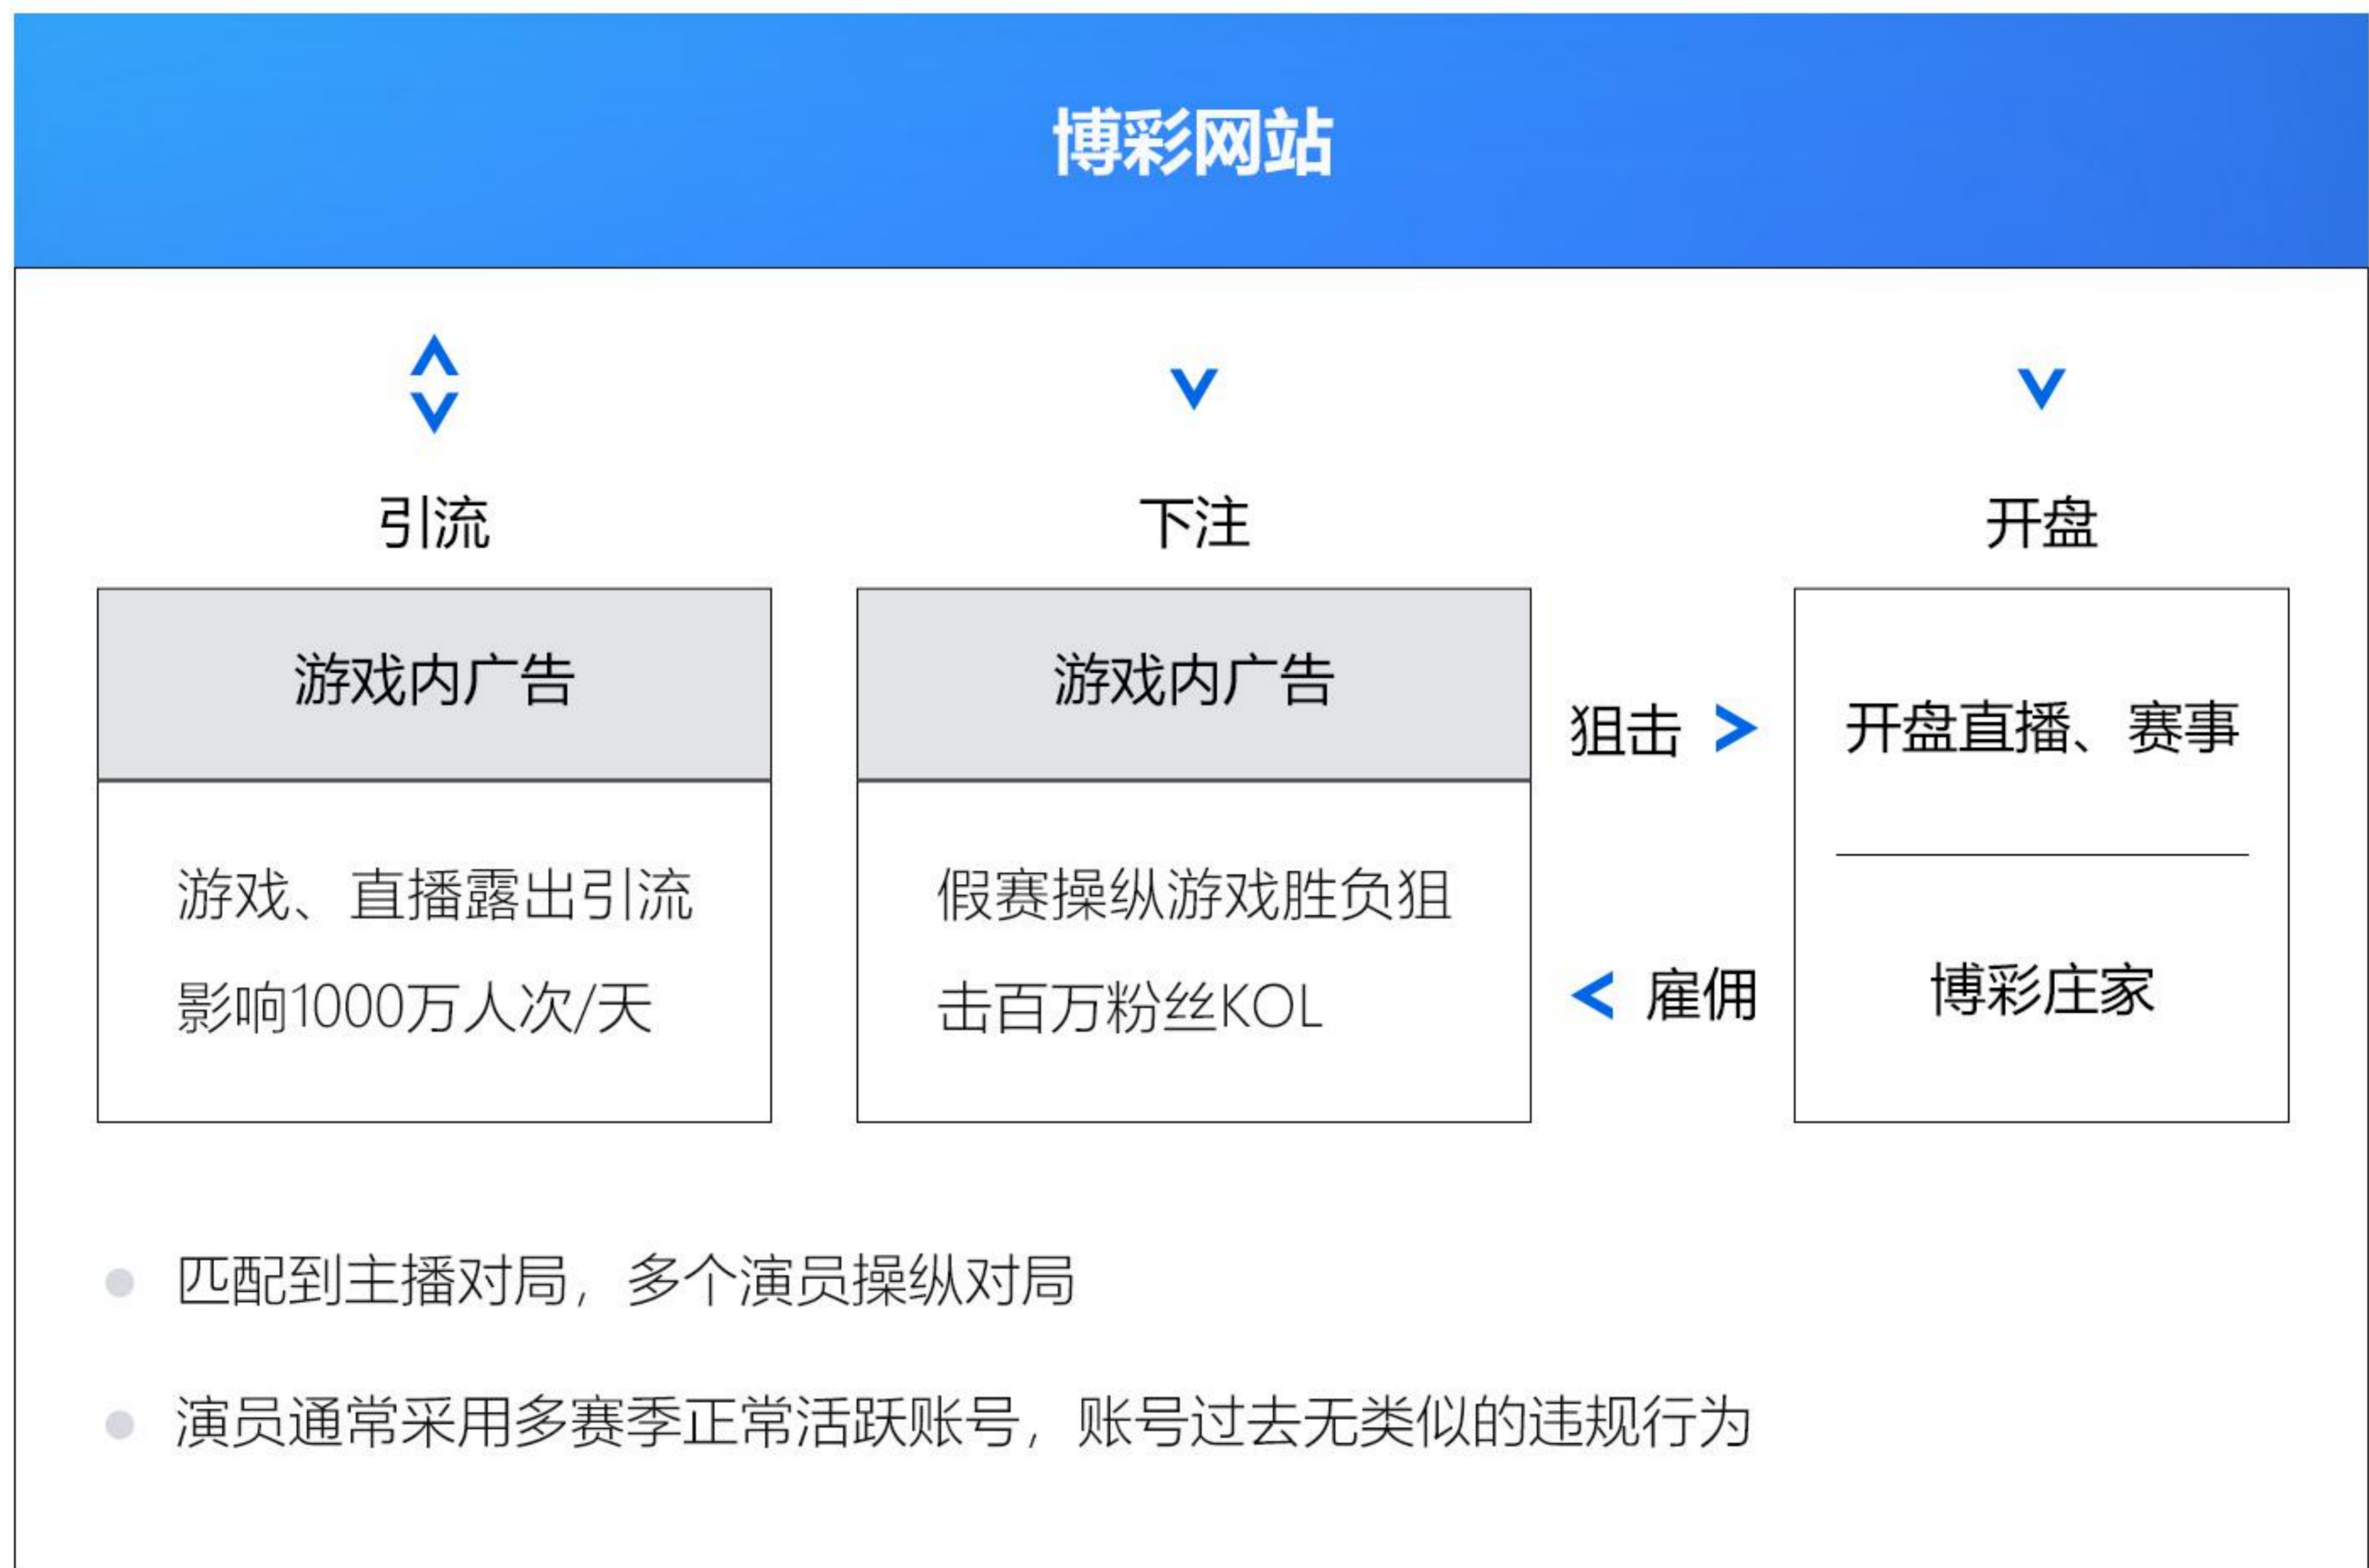 博彩网站
引流
下注
开盘
游戏内广告
游戏、直播露出引流
影响1000万人次/天
游戏内广告
假赛操纵游戏胜负狙
击百万粉丝KOL
狙击
雇佣
开盘直播、赛事
博彩庄家
匹配到主播对局，多个演员操纵对局
演员通常采用多赛季正常活跃账号，账号过去无类似的违规行为